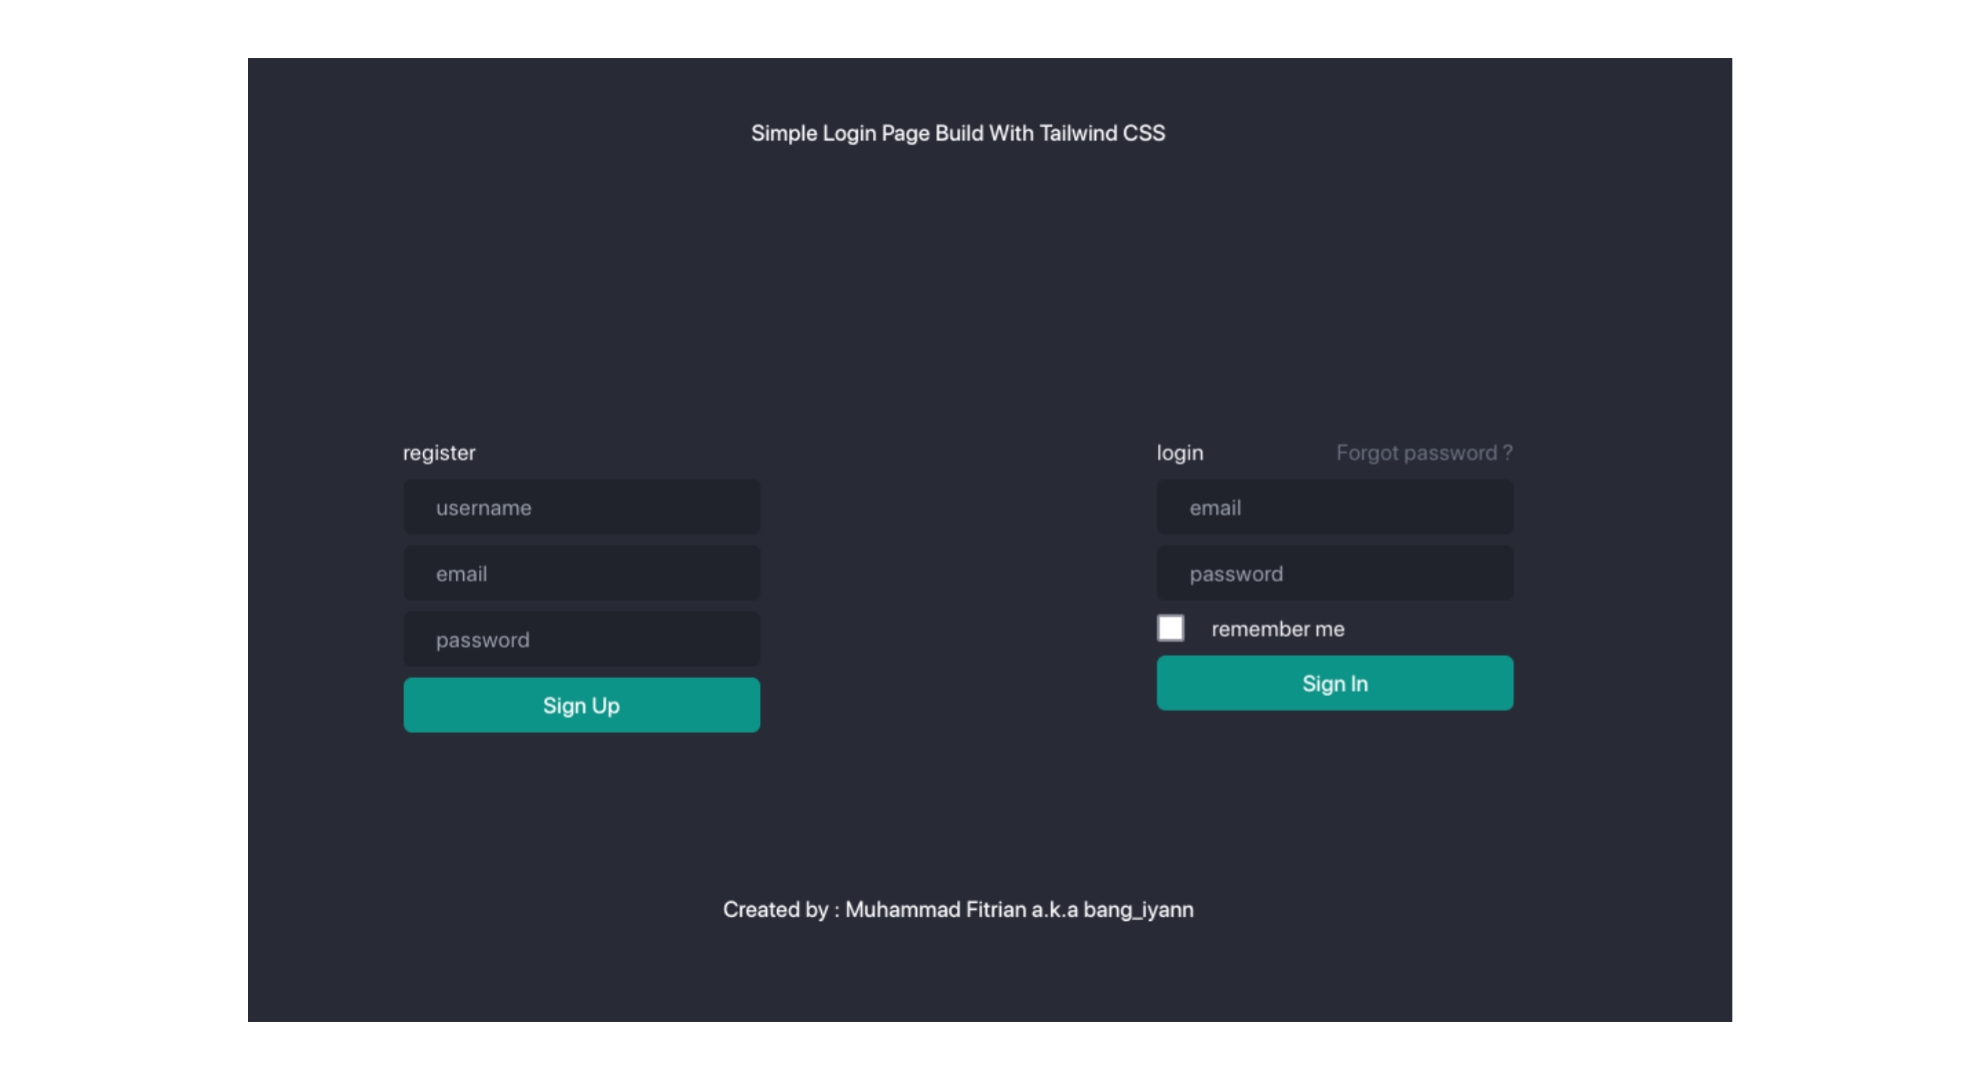 Simple Login Page Build With Tailwind CSS
register
username
email
password
Sign Up
login
Forgot password ?
email
password
remember me
Sign In
Created by : Muhammad Fitrian a.k.a bang_iyann